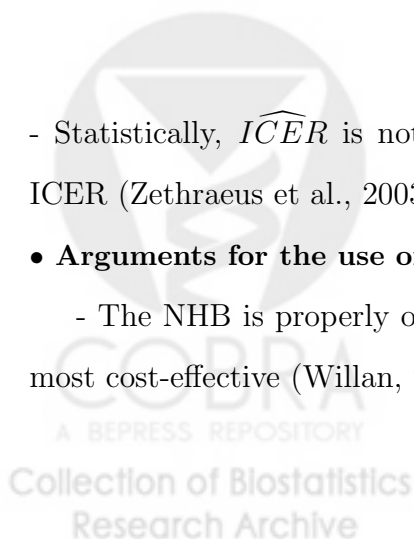 - Statistically, $\widehat{ICER}$ is not
ICER (Zethraeus et al., 2003
• Arguments for the use o
- The NHB is properly o
most cost-effective (Willan,
COBRA
A BEPRESS REPOSITORY
Collection of Biostatistics
Research Archive